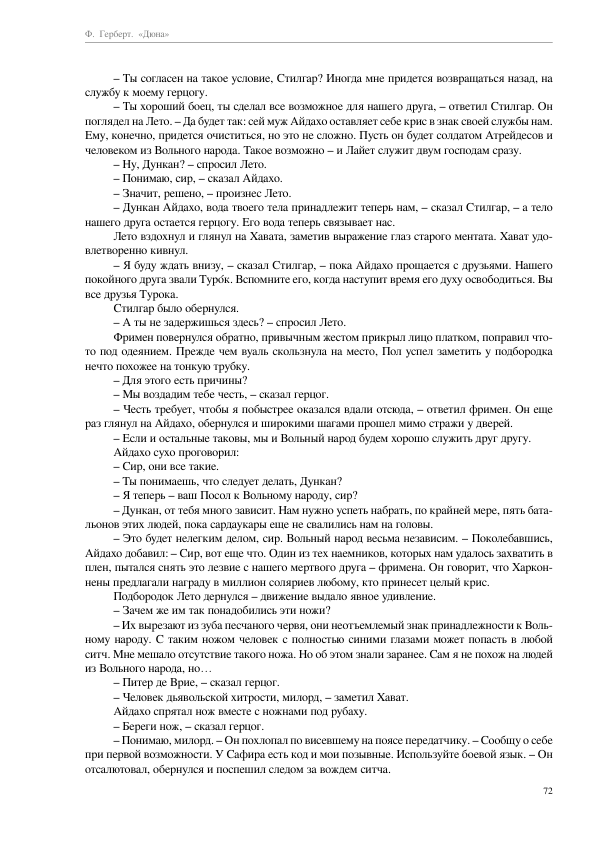 Ф. Герберт. «Дюна»
– Ты согласен на такое условие, Стилгар? Иногда мне придется возвращаться назад, на
службу к моему герцогу.
– Ты хороший боец, ты сделал все возможное для нашего друга, – ответил Стилгар. Он
поглядел на Лето. – Да будет так: сей муж Айдахо оставляет себе крис в знак своей службы нам.
Ему, конечно, придется очиститься, но это не сложно. Пусть он будет солдатом Атрейдесов и
человеком из Вольного народа. Такое возможно – и Лайет служит двум господам сразу.
– Ну, Дункан? – спросил Лето.
– Понимаю, сир, – сказал Айдахо.
– Значит, решено, – произнес Лето.
– Дункан Айдахо, вода твоего тела принадлежит теперь нам, – сказал Стилгар, – а тело
нашего друга остается герцогу. Его вода теперь связывает нас.
Лето вздохнул и глянул на Хавата, заметив выражение глаз старого ментата. Хават удо-
влетворенно кивнул.
– Я буду ждать внизу, – сказал Стилгар, – пока Айдахо прощается с друзьями. Нашего
покойного друга звали Туро́к. Вспомните его, когда наступит время его духу освободиться. Вы
все друзья Турока.
Стилгар было обернулся.
– А ты не задержишься здесь? – спросил Лето.
Фримен повернулся обратно, привычным жестом прикрыл лицо платком, поправил что-
то под одеянием. Прежде чем вуаль скользнула на место, Пол успел заметить у подбородка
нечто похожее на тонкую трубку.
– Для этого есть причины?
– Мы воздадим тебе честь, – сказал герцог.
– Честь требует, чтобы я побыстрее оказался вдали отсюда, – ответил фримен. Он еще
раз глянул на Айдахо, обернулся и широкими шагами прошел мимо стражи у дверей.
– Если и остальные таковы, мы и Вольный народ будем хорошо служить друг другу.
Айдахо сухо проговорил:
– Сир, они все такие.
– Ты понимаешь, что следует делать, Дункан?
– Я теперь – ваш Посол к Вольному народу, сир?
– Дункан, от тебя много зависит. Нам нужно успеть набрать, по крайней мере, пять бата-
льонов этих людей, пока сардаукары еще не свалились нам на головы.
– Это будет нелегким делом, сир. Вольный народ весьма независим. – Поколебавшись,
Айдахо добавил: – Сир, вот еще что. Один из тех наемников, которых нам удалось захватить в
плен, пытался снять это лезвие с нашего мертвого друга – фримена. Он говорит, что Харкон-
нены предлагали награду в миллион соляриев любому, кто принесет целый крис.
Подбородок Лето дернулся – движение выдало явное удивление.
– Зачем же им так понадобились эти ножи?
– Их вырезают из зуба песчаного червя, они неотъемлемый знак принадлежности к Воль-
ному народу. С таким ножом человек с полностью синими глазами может попасть в любой
ситч. Мне мешало отсутствие такого ножа. Но об этом знали заранее. Сам я не похож на людей
из Вольного народа, но…
– Питер де Врие, – сказал герцог.
– Человек дьявольской хитрости, милорд, – заметил Хават.
Айдахо спрятал нож вместе с ножнами под рубаху.
– Береги нож, – сказал герцог.
– Понимаю, милорд. – Он похлопал по висевшему на поясе передатчику. – Сообщу о себе
при первой возможности. У Сафира есть код и мои позывные. Используйте боевой язык. – Он
отсалютовал, обернулся и поспешил следом за вождем ситча.
72